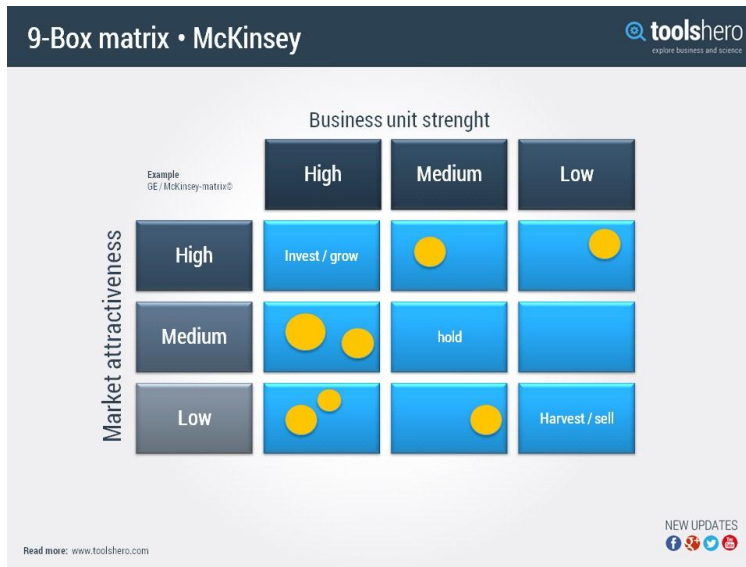 9-Box matrix • McKinsey
toolshero
explore business and science
Business unit strenght
Example
GE / McKinsey-matrix©
High
Medium
Low
Market attractiveness
High
Invest / grow
Medium
hold
Low
Harvest / sell
NEW UPDATES
Read more: www.toolshero.com